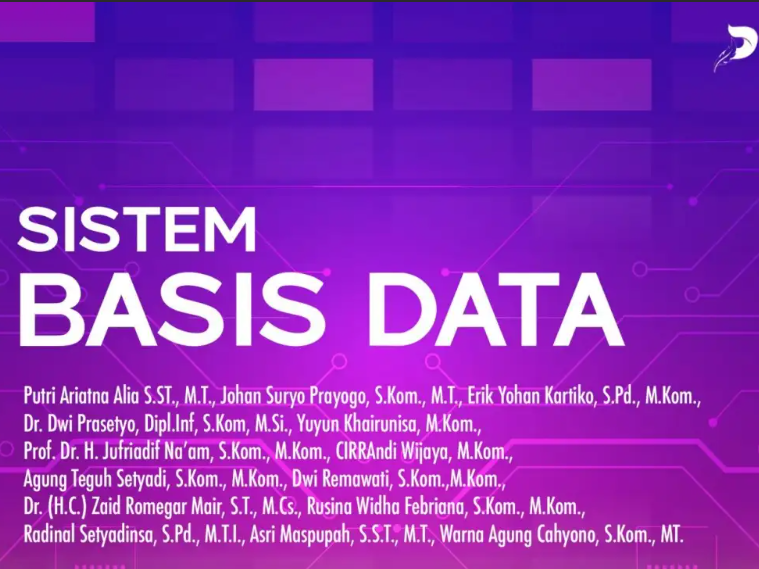 SISTEM
BASIS DATA
Putri Ariatna Alia S.ST., M.T., Johan Suryo Prayogo, S.Kom., M.T., Erik Yohan Kartiko, S.Pd., M.Kom.,
Dr. Dwi Prasetyo, Dipl.Inf, S.Kom, M.Si., Yuyun Khairunisa, M.Kom.,
Prof. Dr. H. Jufriadif Na'am, S.Kom., M.Kom., CIRRAndi Wijaya, M.Kom.,
Agung Teguh Setyadi, S.Kom., M.Kom., Dwi Remawati, S.Kom.,M.Kom.,
Dr. (H.C.) Zaid Romegar Mair, S.T., M.Cs., Rusina Widha Febriana, S.Kom., M.Kom.,
Radinal Setyadinsa, S.Pd., M.T.I., Asri Maspupah, S.S.T., M.T., Warna Agung Cahyono, S.Kom., MT.